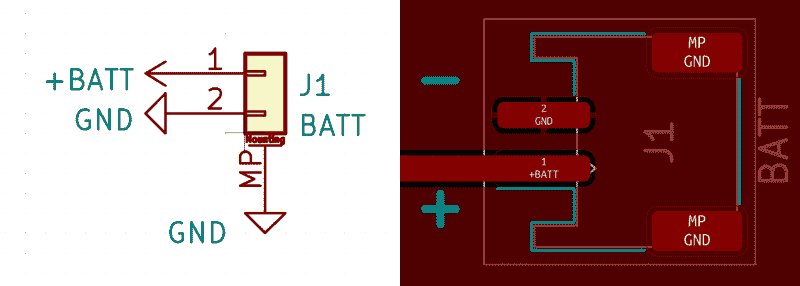 1
+BATT
2
GND
J1
BATT
Mounting
MP
GND
MP
GND
2
GND
1
+BATT
J1
BATT
MP
GND
-
+